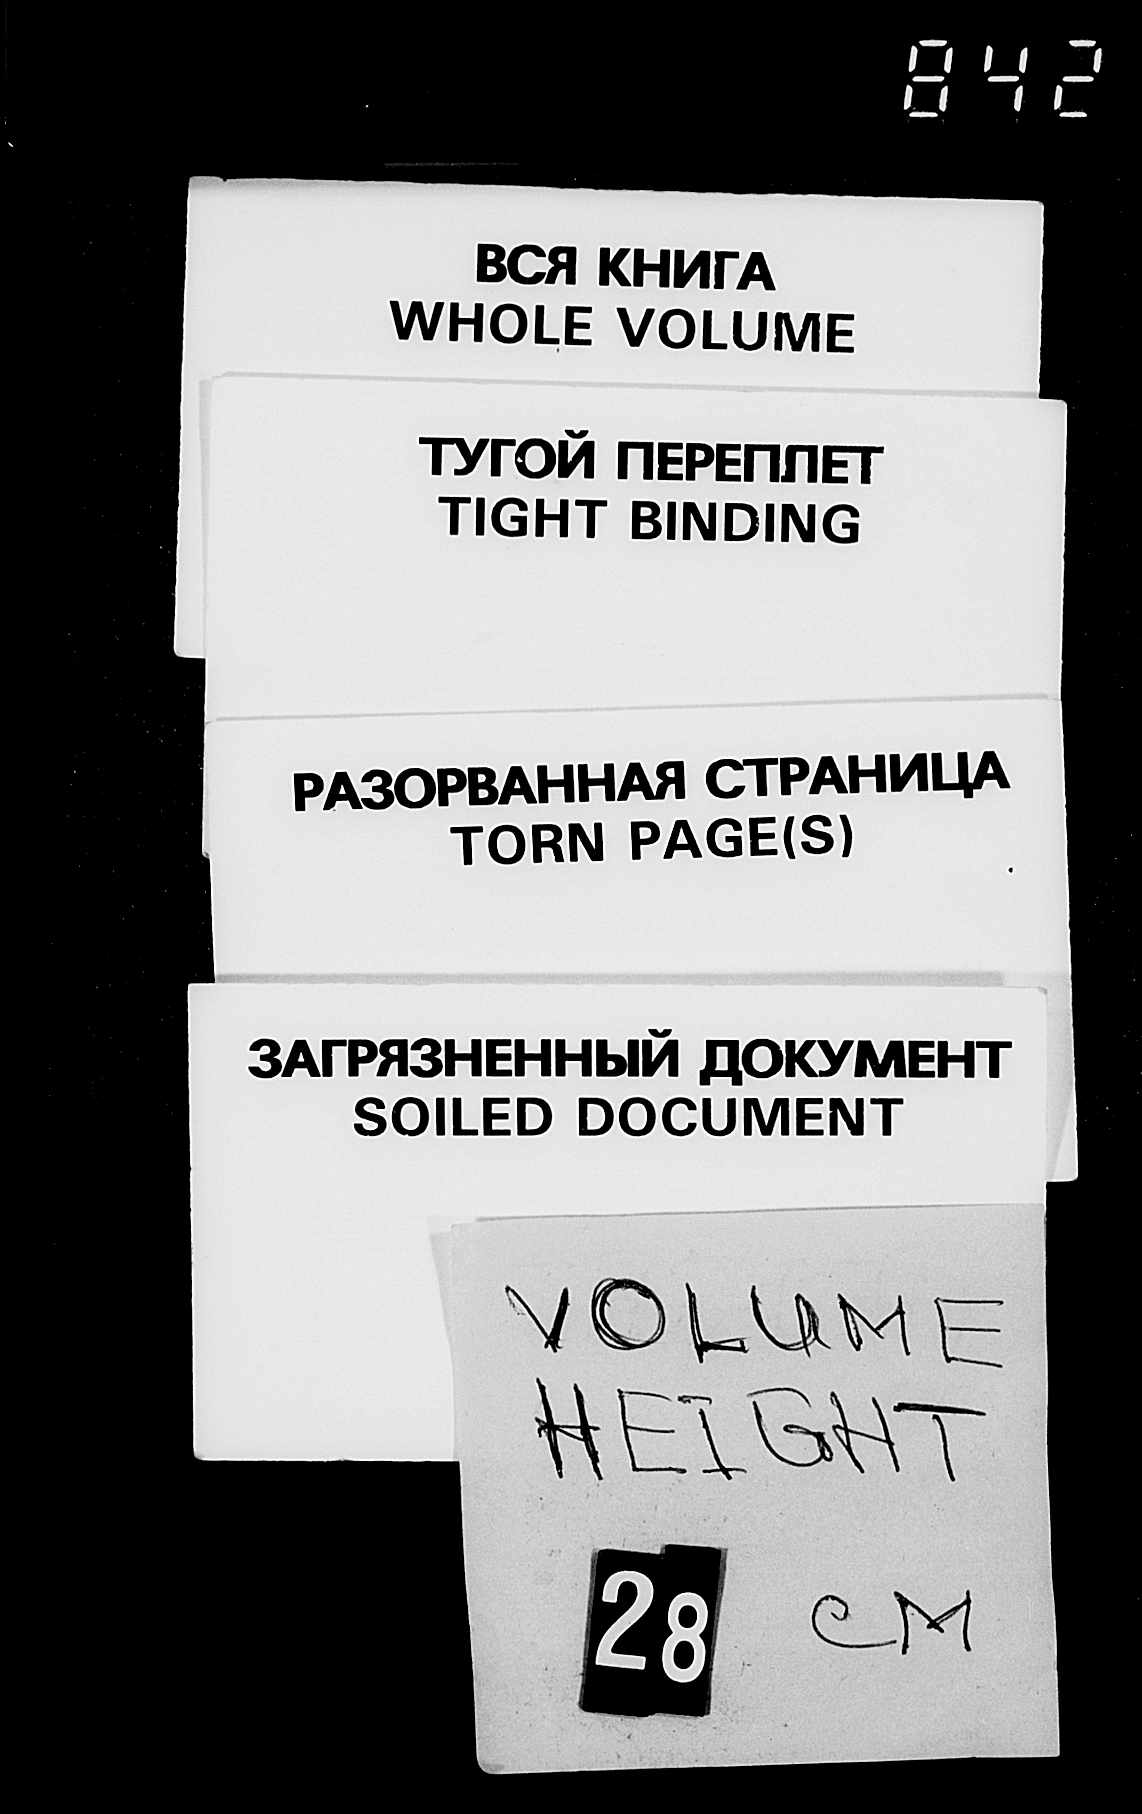 842
ВСЯ КНИГА
WHOLE VOLUME
ТУГОЙ ПЕРЕПЛЕТ
TIGHT BINDING
РАЗОРВАННАЯ СТРАНИЦА
TORN PAGE(S)
ЗАГРЯЗНЕННЫЙ ДОКУМЕНТ
SOILED DOCUMENT
VOLUME
HEIGHT
28 CM